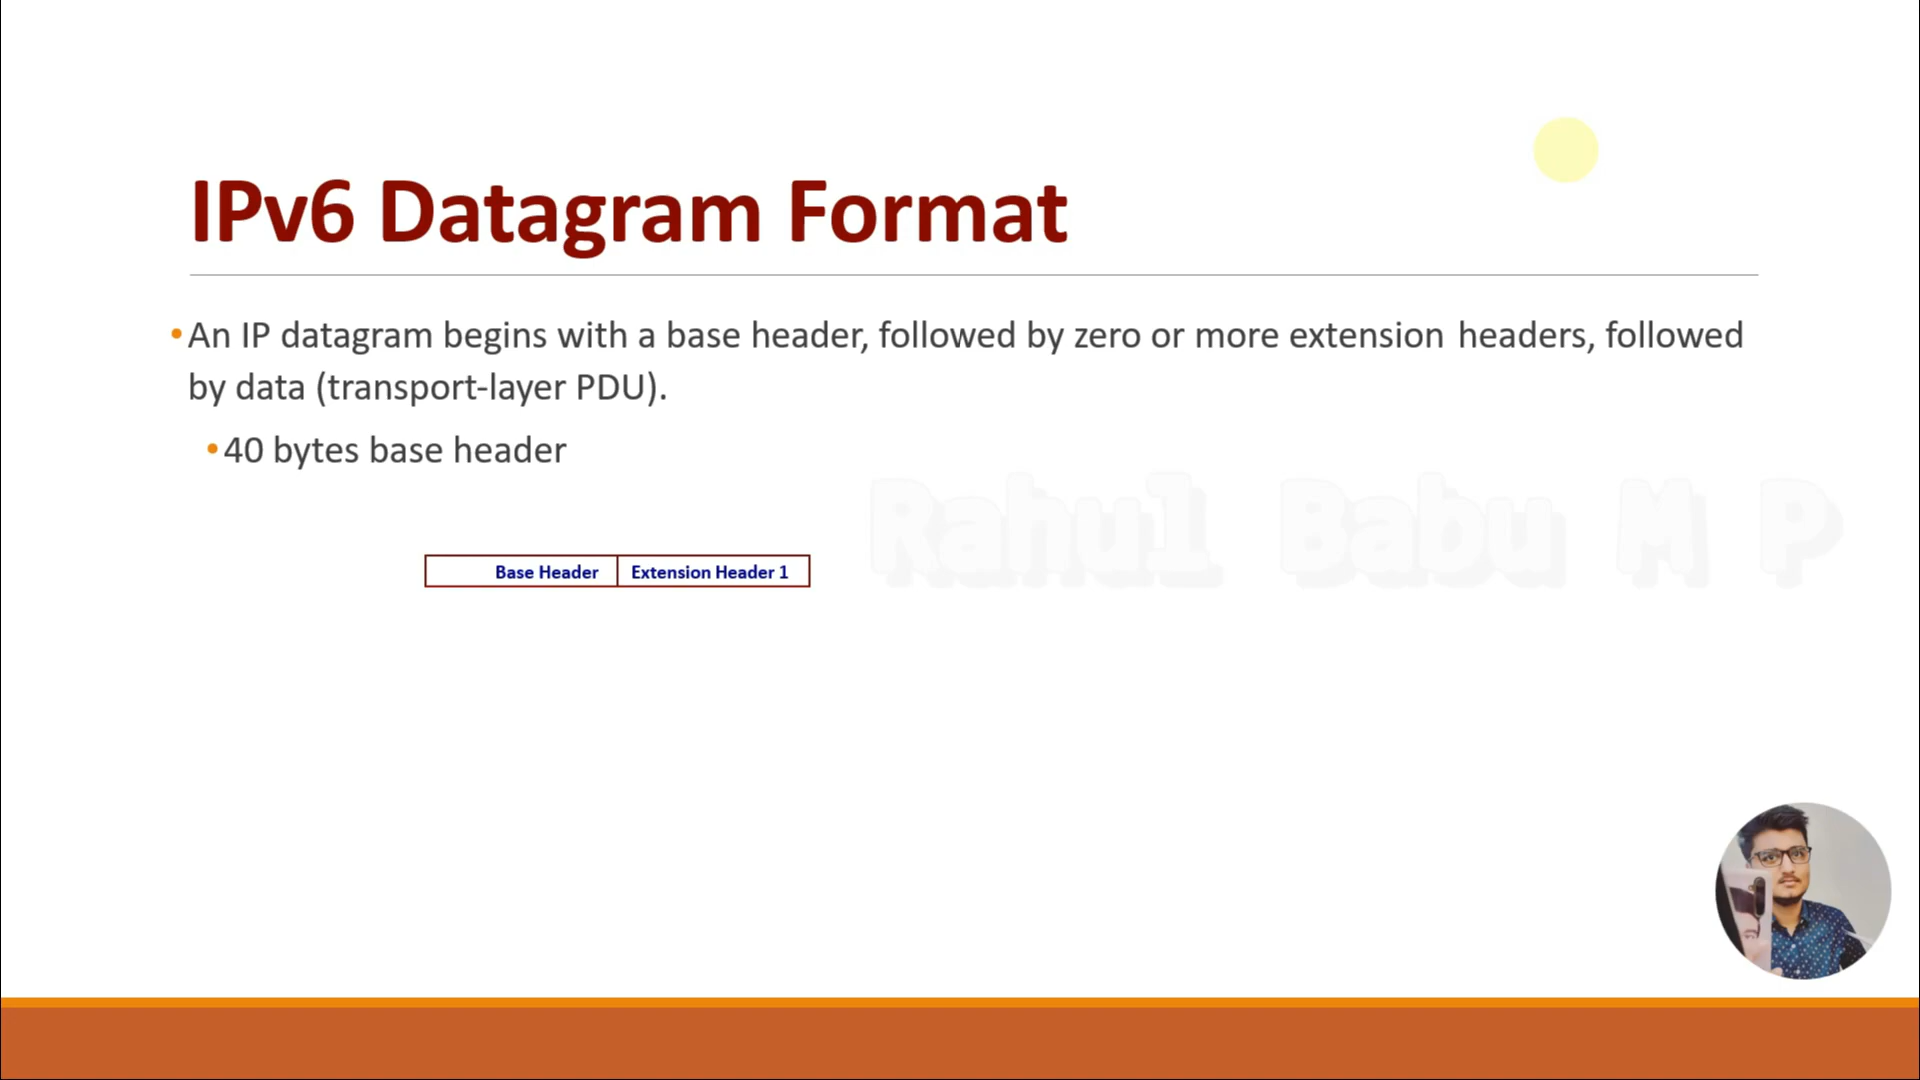 IPv6 Datagram Format
•An IP datagram begins with a base header, followed by zero or more extension headers, followed
by data (transport-layer PDU).
•40 bytes base header
Rahul Babu M P
Base Header
Extension Header 1